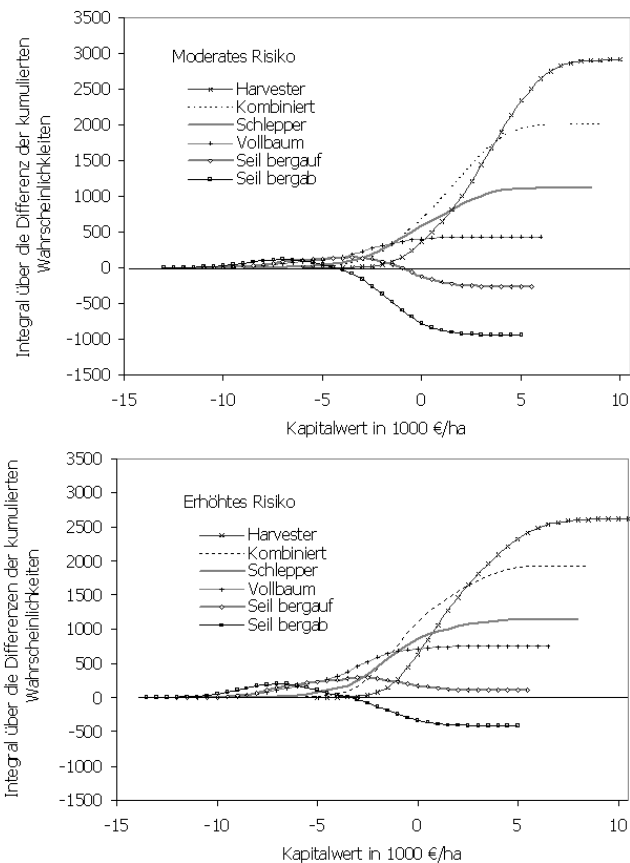 Integral über die Differenz der kumulierten
Wahrscheinlichkleiten
3500
3000
2500
2000
1500
1000
500
0
-500
-1000
-1500
Moderates Risiko
Harvester
Kombiniert
Schlepper
Vollbaum
Seil bergauf
Seil bergab
-15
-10
-5
0
5
10
Kapitalwert in 1000 €/ha
Integral über die Differenzen der kumulierten
Wahrscheinlichkeiten
3500
3000
2500
2000
1500
1000
500
0
-500
-1000
-1500
Erhöhtes Risiko
Harvester
Kombiniert
Schlepper
Vollbaum
Seil bergauf
Seil bergab
-15
-10
-5
0
5
10
Kapitalwert in 1000 €/ha